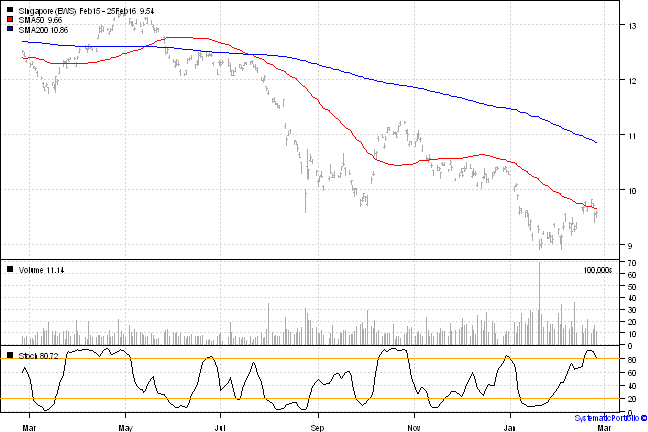 Singapore (EWS) Feb15 - 25Feb16 9.54
SMA50 9.66
SMA200 10.86
13
12
11
10
9
Volume 11.14
100,000s
70
60
50
40
30
20
10
0
Stoch 80.72
80
60
40
20
0
Mar May Jul Sep Nov Jan Mar
SystematicPortfolio ©